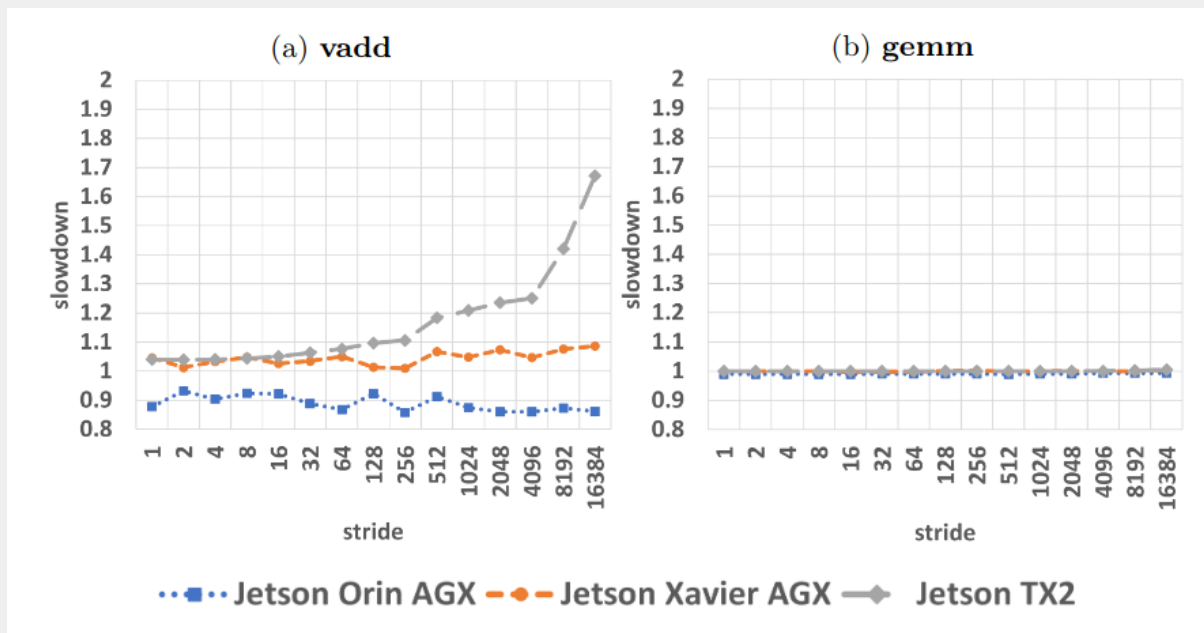 (a) vadd
2
1.9
1.8
1.7
1.6
1.5
1.4
1.3
1.2
1.1
1
0.9
0.8
slowdown
1 2 4 8 16 32 64 128 256 512 1024 2048 4096 8192 16384
stride
(b) gemm
2
1.9
1.8
1.7
1.6
1.5
1.4
1.3
1.2
1.1
1
0.9
0.8
slowdown
1 2 4 8 16 32 64 128 256 512 1024 2048 4096 8192 16384
stride
Jetson Orin AGX Jetson Xavier AGX Jetson TX2